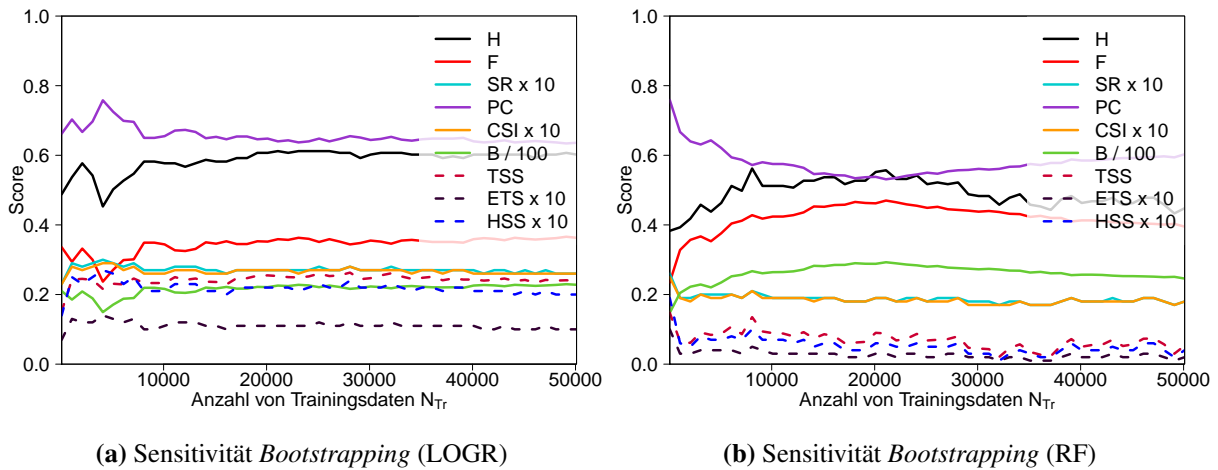 1.0
0.8
0.6
0.4
0.2
0.0
Score
H
F
SR x 10
PC
CSI x 10
B / 100
TSS
ETS x 10
HSS x 10
10000 20000 30000 40000 50000
Anzahl von Trainingsdaten NTr
(a) Sensitivität Bootstrapping (LOGR)
1.0
0.8
0.6
0.4
0.2
0.0
Score
H
F
SR x 10
PC
CSI x 10
B / 100
TSS
ETS x 10
HSS x 10
10000 20000 30000 40000 50000
Anzahl von Trainingsdaten NTr
(b) Sensitivität Bootstrapping (RF)